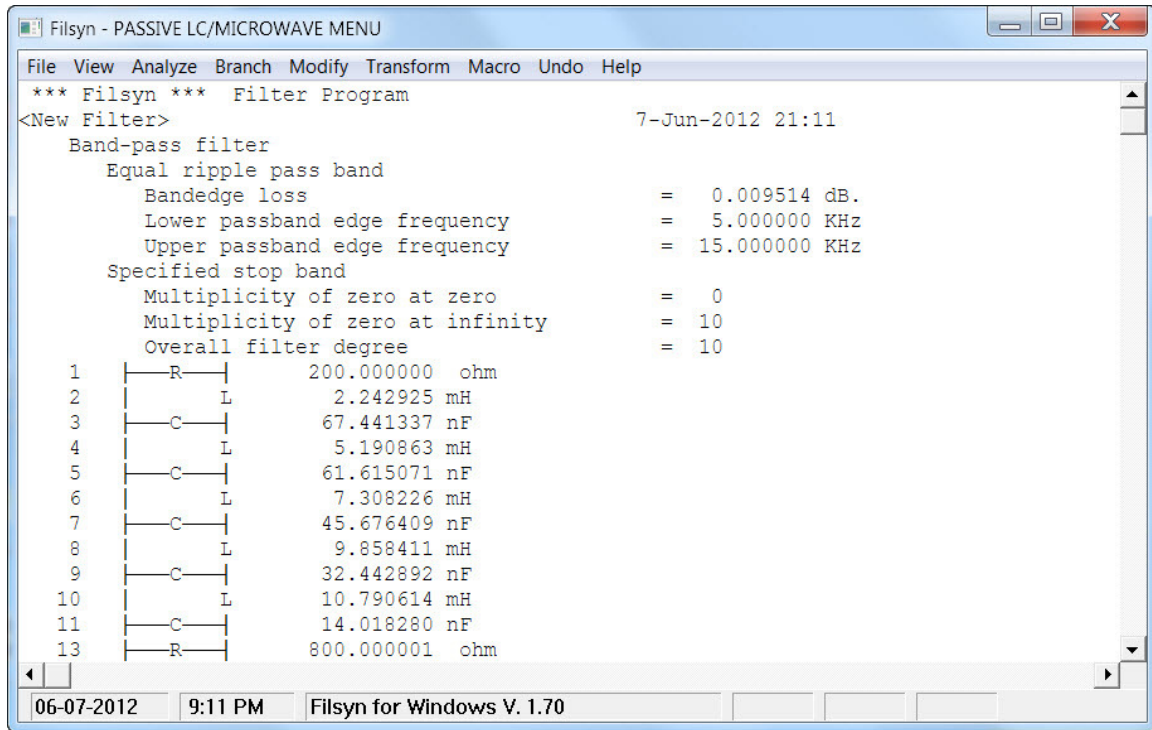 Filsyn - PASSIVE LC/MICROWAVE MENU
File View Analyze Branch Modify Transform Macro Undo Help
*** Filsyn *** Filter Program
<New Filter> 7-Jun-2012 21:11
Band-pass filter
Equal ripple pass band
Bandedge loss = 0.009514 dB.
Lower passband edge frequency = 5.000000 KHz
Upper passband edge frequency = 15.000000 KHz
Specified stop band
Multiplicity of zero at zero = 0
Multiplicity of zero at infinity = 10
Overall filter degree = 10
1 R 200.000000 ohm
2 L 2.242925 mH
3 C 67.441337 nF
4 L 5.190863 mH
5 C 61.615071 nF
6 L 7.308226 mH
7 C 45.676409 nF
8 L 9.858411 mH
9 C 32.442892 nF
10 L 10.790614 mH
11 C 14.018280 nF
13 R 800.000001 ohm
06-07-2012 9:11 PM Filsyn for Windows V. 1.70